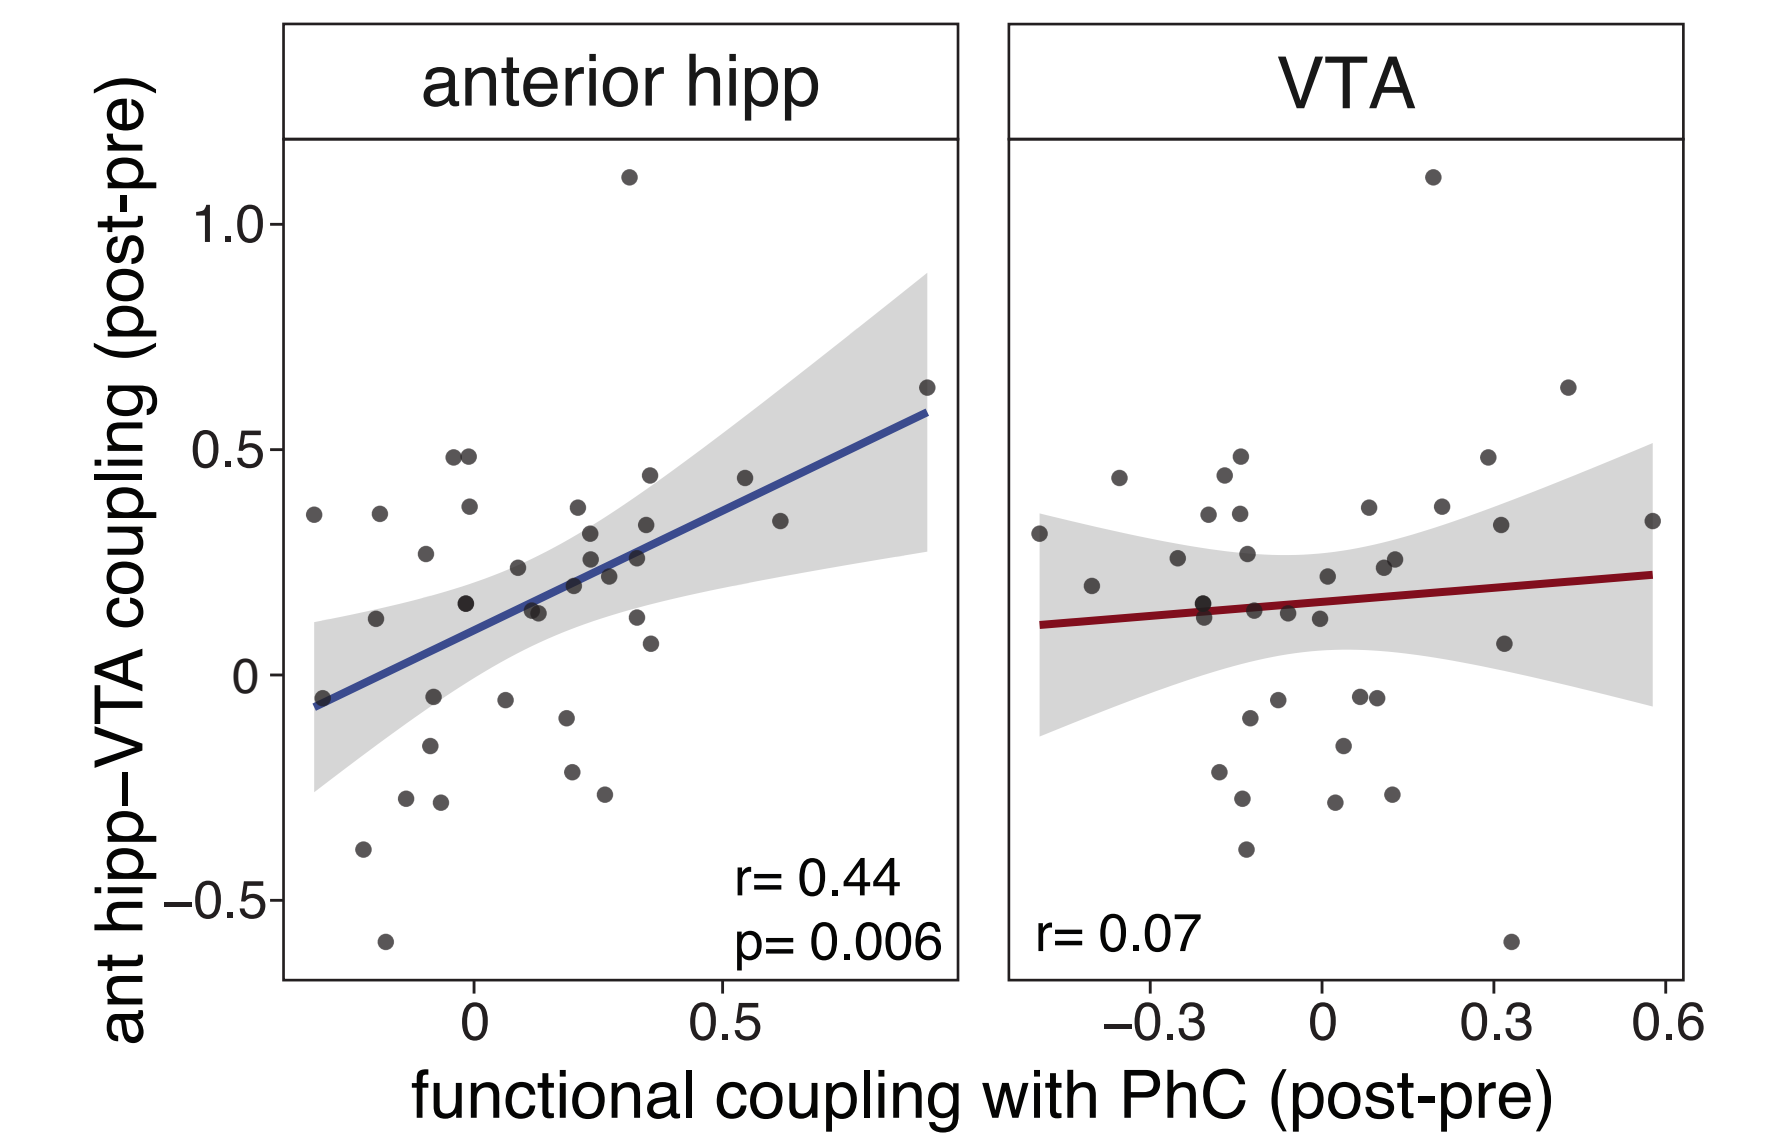 anterior hipp
VTA
ant hipp–VTA coupling (post-pre)
1.0
0.5
0
–0.5
r= 0.44
p= 0.006
r= 0.07
0
0.5
–0.3
0
0.3
0.6
functional coupling with PhC (post-pre)